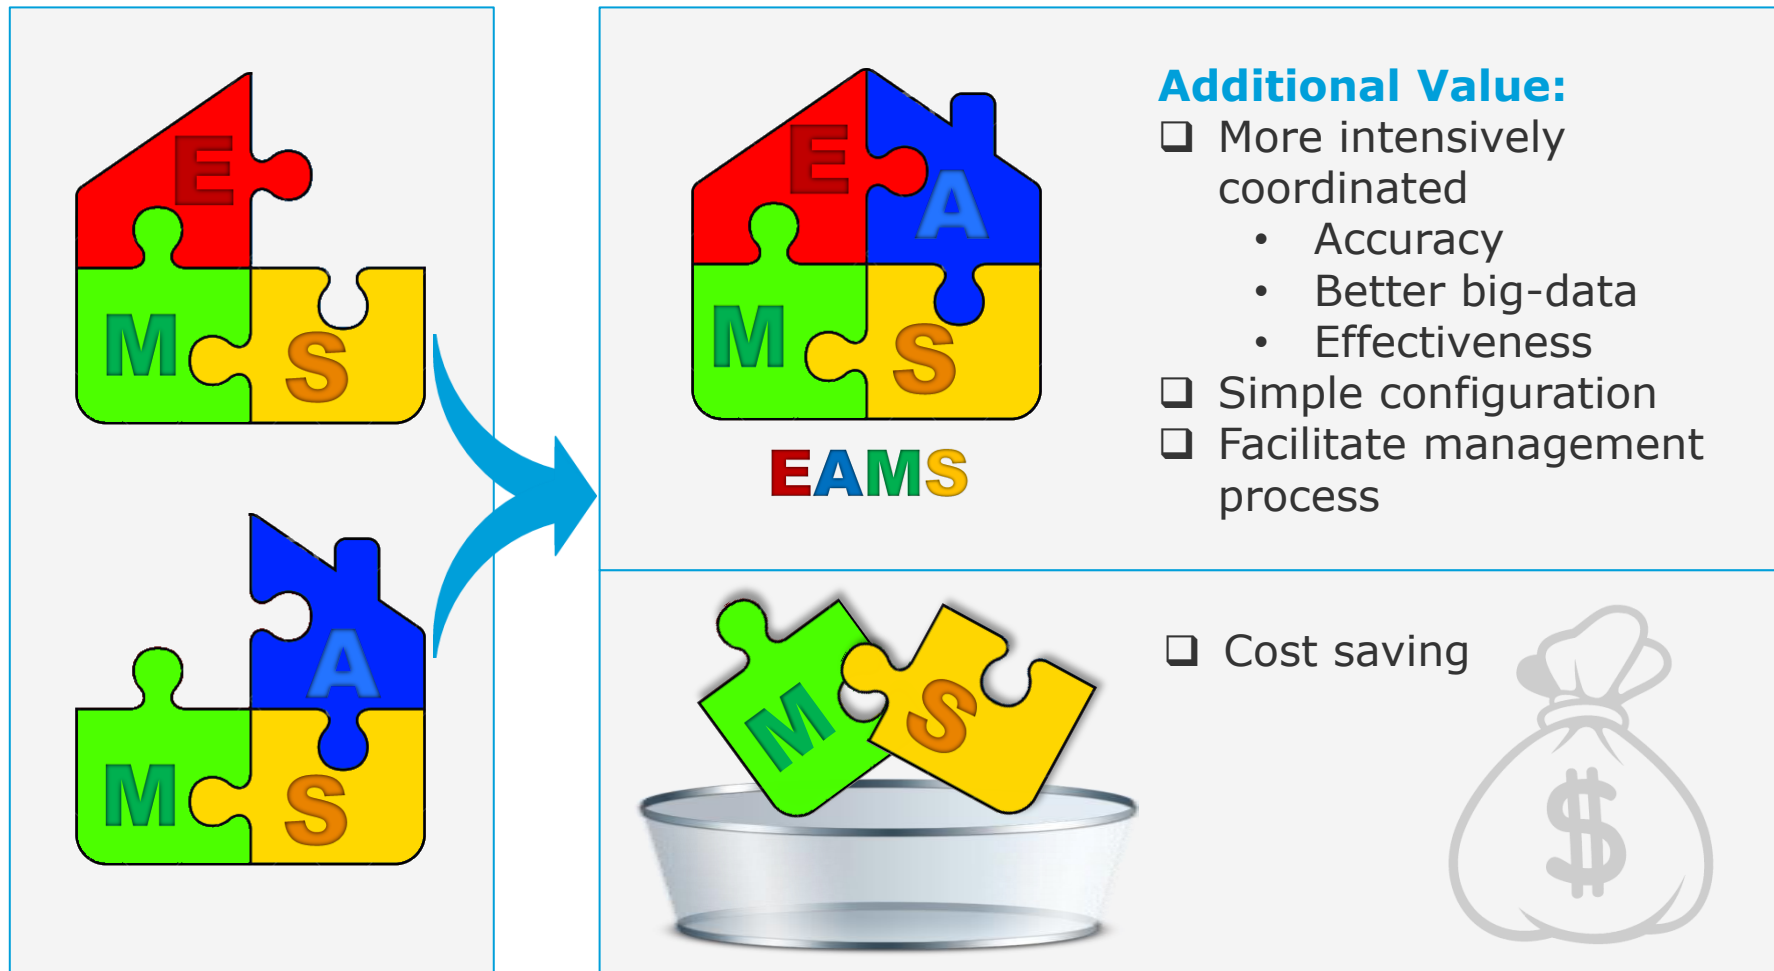 E
M S
A
M S
E A
M S
EAMS
Additional Value:
❑ More intensively
coordinated
• Accuracy
• Better big-data
• Effectiveness
❑ Simple configuration
❑ Facilitate management
process
M S
❑ Cost saving
$